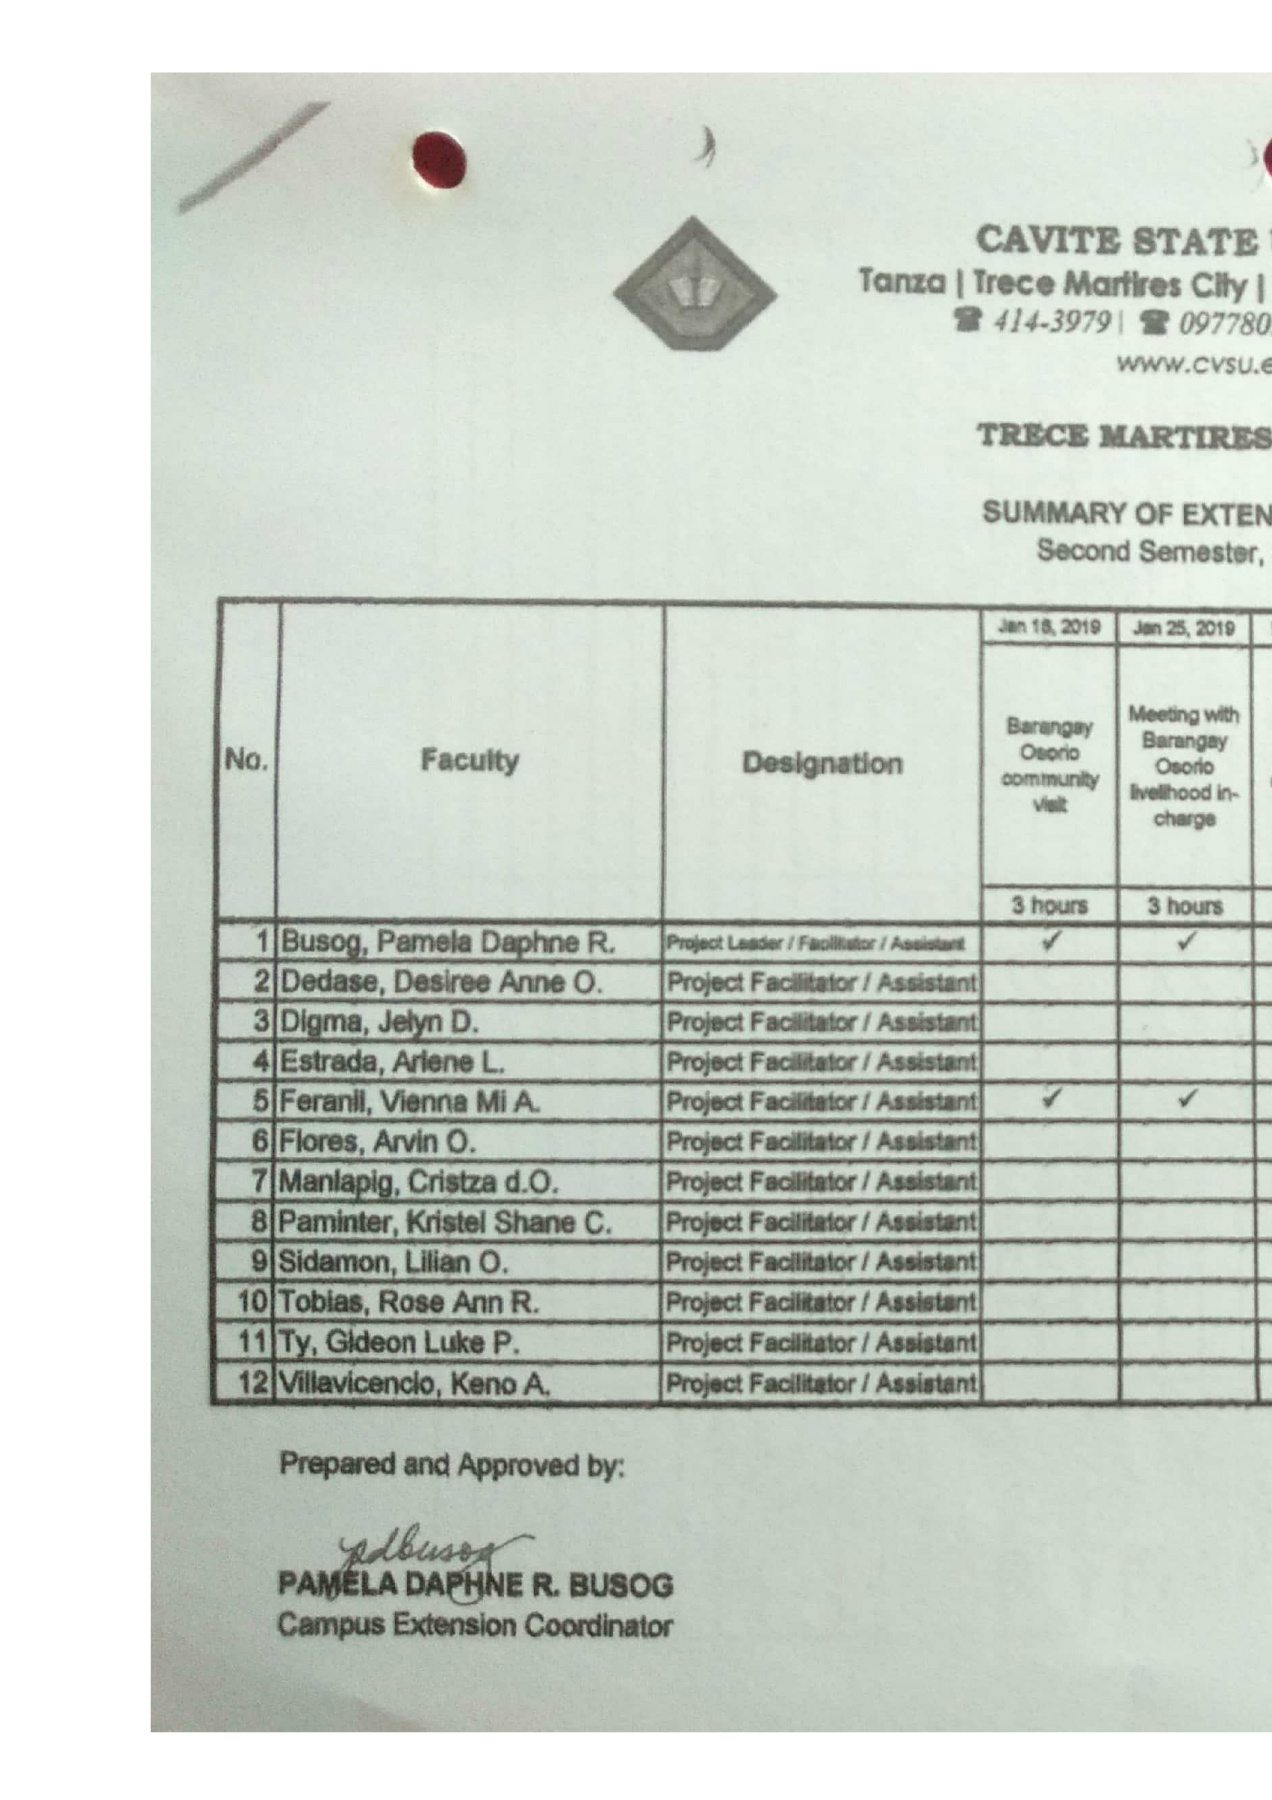 CAVITE STATE
Tanza | Trece Martires City |
☎ 414-3979 | ☎ 097780
www.cvsu.e
TRECE MARTIRES
SUMMARY OF EXTEN
Second Semester,
No. Faculty Designation Jan 16, 2019 Jan 25, 2019
Barangay Osorio community visit
Meeting with Barangay Osorio livelihood in-charge
3 hours 3 hours
1 Busog, Pamela Daphne R. Project Leader / Facilitator / Assistant ✓ ✓
2 Dedase, Desiree Anne O. Project Facilitator / Assistant
3 Digma, Jelyn D. Project Facilitator / Assistant
4 Estrada, Arlene L. Project Facilitator / Assistant
5 Feranil, Vienna Mi A. Project Facilitator / Assistant ✓ ✓
6 Flores, Arvin O. Project Facilitator / Assistant
7 Manlapig, Cristza d.O. Project Facilitator / Assistant
8 Paminter, Kristel Shane C. Project Facilitator / Assistant
9 Sidamon, Lilian O. Project Facilitator / Assistant
10 Tobias, Rose Ann R. Project Facilitator / Assistant
11 Ty, Gideon Luke P. Project Facilitator / Assistant
12 Villavicencio, Keno A. Project Facilitator / Assistant
Prepared and Approved by:
pdbusog
PAMELA DAPHNE R. BUSOG
Campus Extension Coordinator